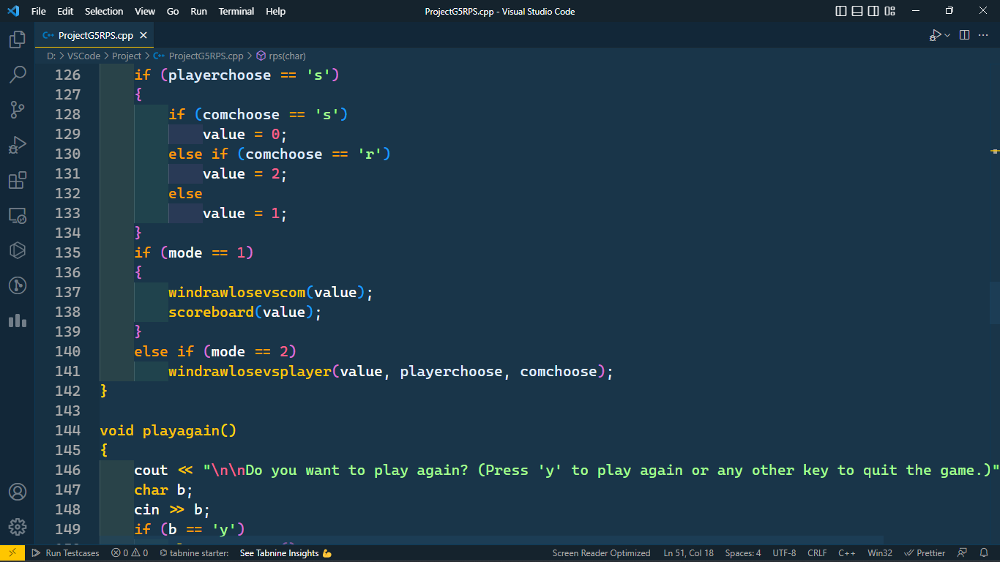 File Edit Selection View Go Run Terminal Help ProjectG5RPS.cpp - Visual Studio Code
C++ ProjectG5RPS.cpp
D: > VSCode > Project > C++ ProjectG5RPS.cpp > rps(char)
126 if (playerchoose == 's')
127 {
128 if (comchoose == 's')
129 value = 0;
130 else if (comchoose == 'r')
131 value = 2;
132 else
133 value = 1;
134 }
135 if (mode == 1)
136 {
137 windrawlosevscom(value);
138 scoreboard(value);
139 }
140 else if (mode == 2)
141 windrawlosevsplayer(value, playerchoose, comchoose);
142 }
143
144 void playagain()
145 {
146 cout << "\n\nDo you want to play again? (Press 'y' to play again or any other key to quit the game.)"
147 char b;
148 cin >> b;
149 if (b == 'y')
Run Testcases 0 0 tabnine starter: See Tabnine Insights 💪 Screen Reader Optimized Ln 51, Col 18 Spaces: 4 UTF-8 CRLF C++ Win32 Prettier